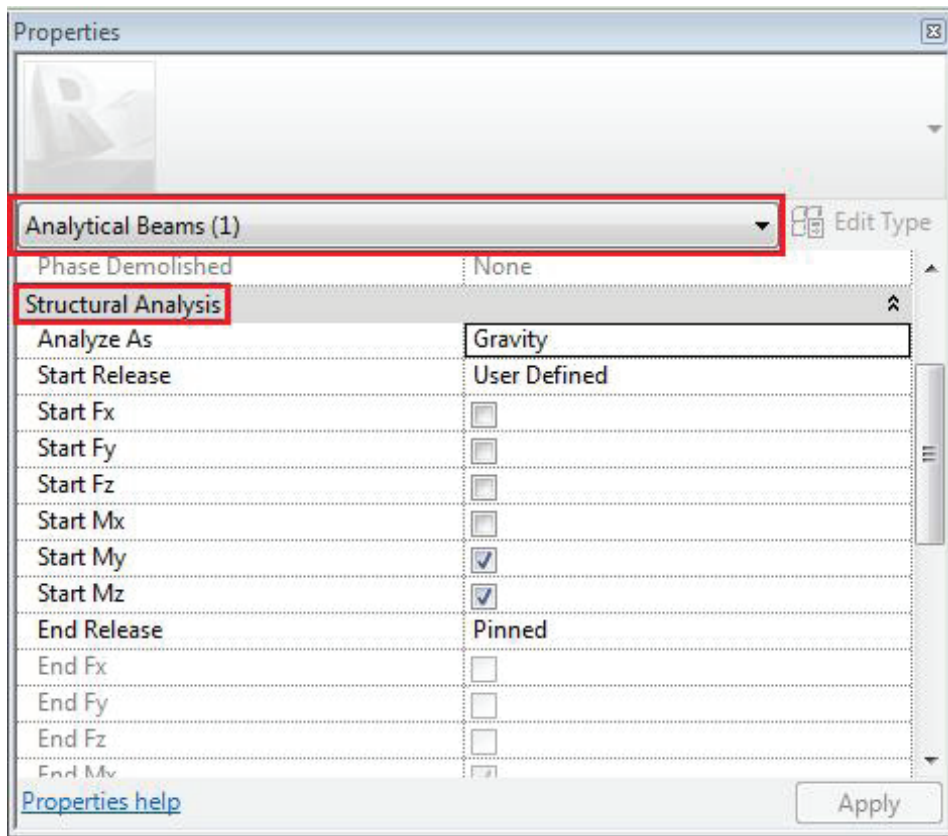 Properties
Analytical Beams (1)
Edit Type
Phase Demolished None
Structural Analysis
Analyze As Gravity
Start Release User Defined
Start Fx
Start Fy
Start Fz
Start Mx
Start My
Start Mz
End Release Pinned
End Fx
End Fy
End Fz
End Mx
Properties help
Apply